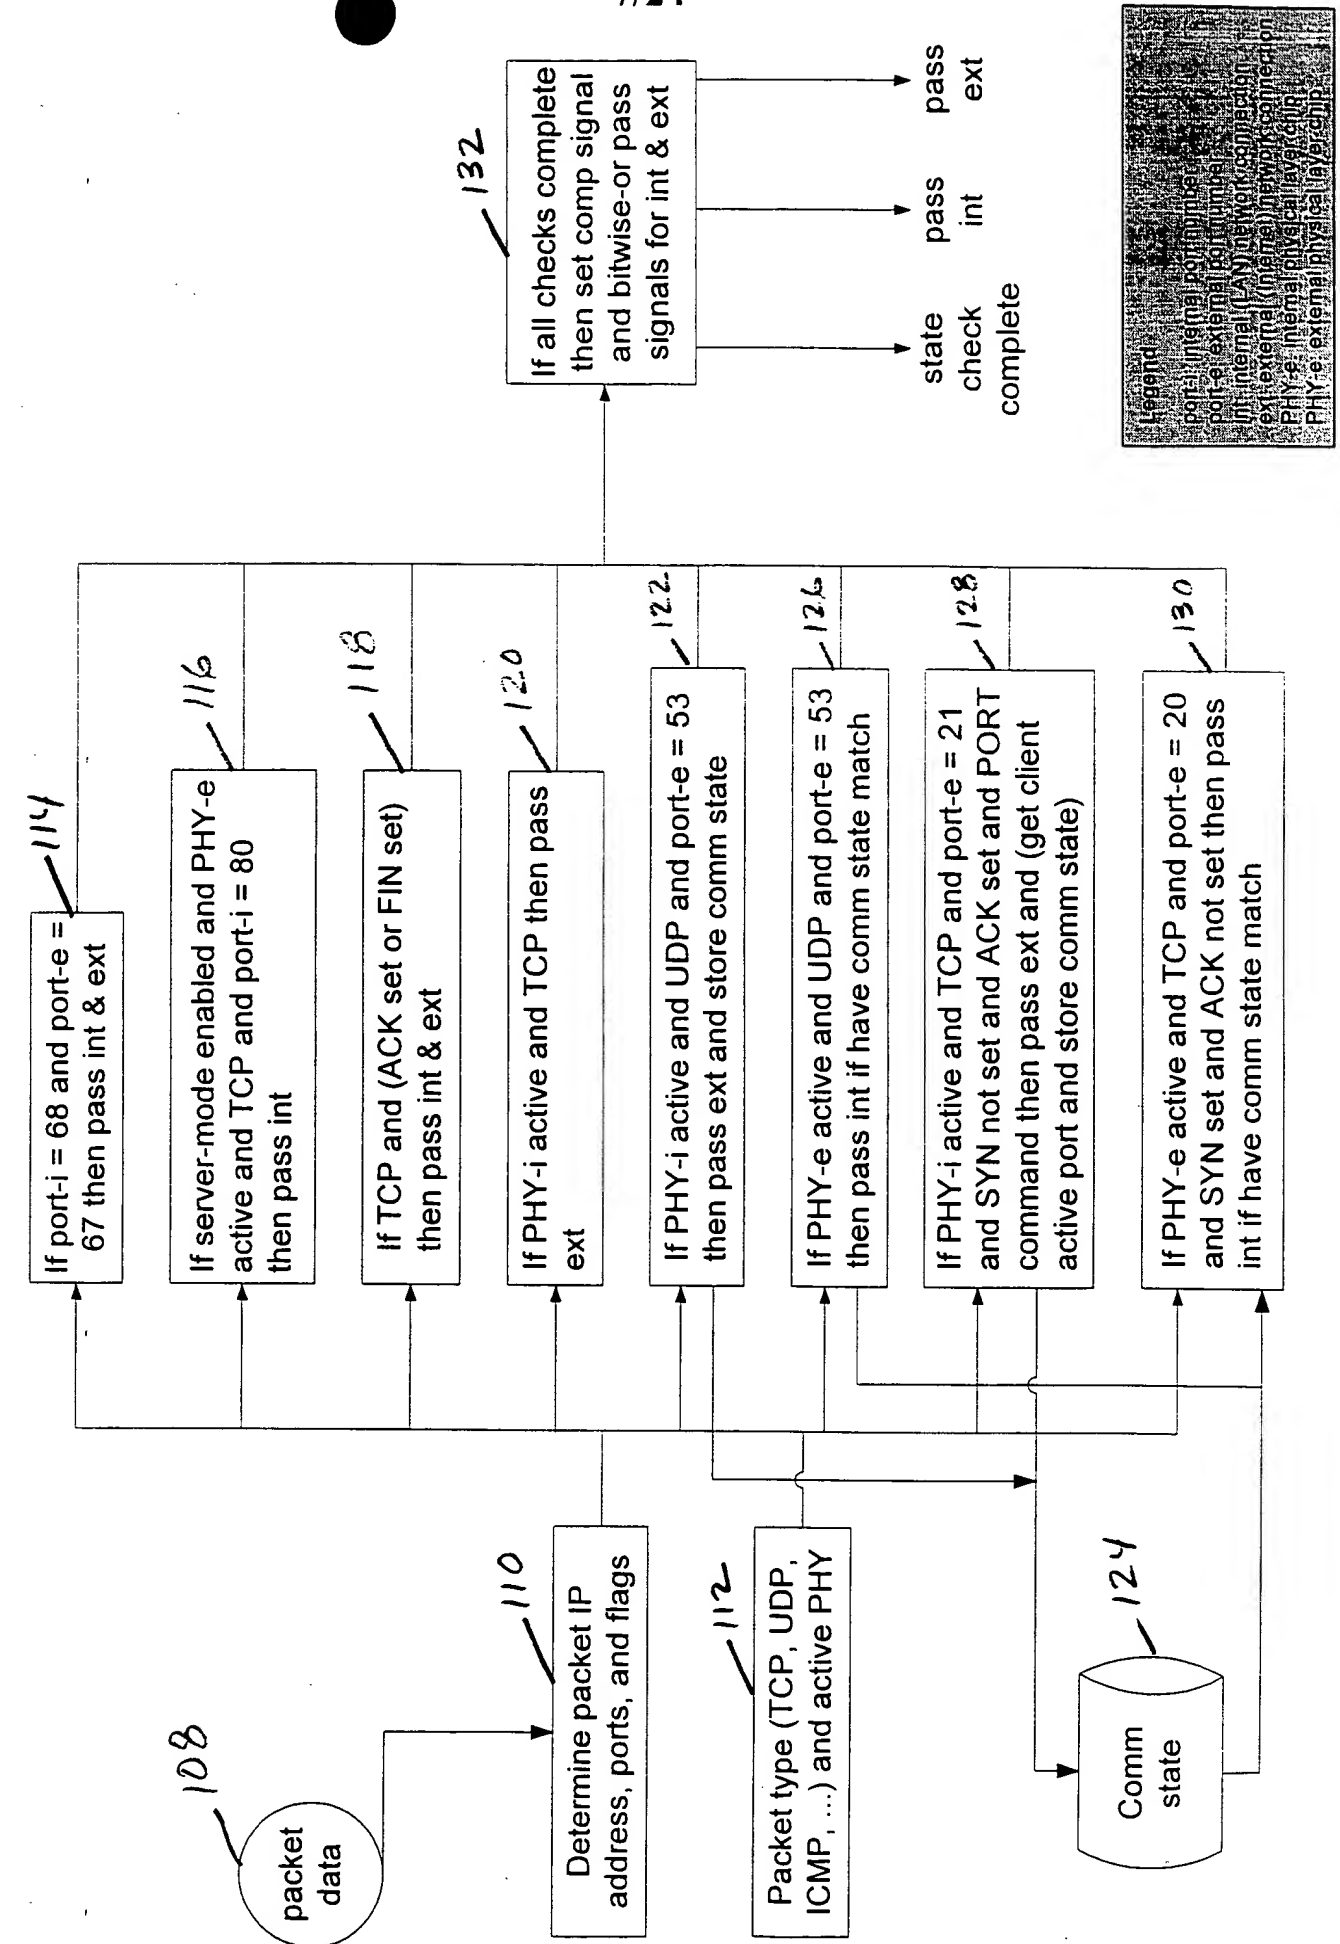 108
packet
data
110
Determine packet IP
address, ports, and flags
112
Packet type (TCP, UDP,
ICMP, ...) and active PHY
124
Comm
state
114
If port-i = 68 and port-e =
67 then pass int & ext
116
If server-mode enabled and PHY-e
active and TCP and port-i = 80
then pass int
118
If TCP and (ACK set or FIN set)
then pass int & ext
120
If PHY-i active and TCP then pass
ext
122
If PHY-i active and UDP and port-e = 53
then pass ext and store comm state
126
If PHY-e active and UDP and port-e = 53
then pass int if have comm state match
128
If PHY-i active and TCP and port-e = 21
and SYN not set and ACK set and PORT
command then pass ext and (get client
active port and store comm state)
130
If PHY-e active and TCP and port-e = 20
and SYN set and ACK not set then pass
int if have comm state match
132
If all checks complete
then set comp signal
and bitwise-or pass
signals for int & ext
state
check
complete
pass
int
pass
ext
Legend
port-i: internal port number
port-e: external port number
int: internal (LAN) network connection
ext: external (Internet) network connection
PHY-e: internal physical layer chip
PHY-e: external physical layer chip